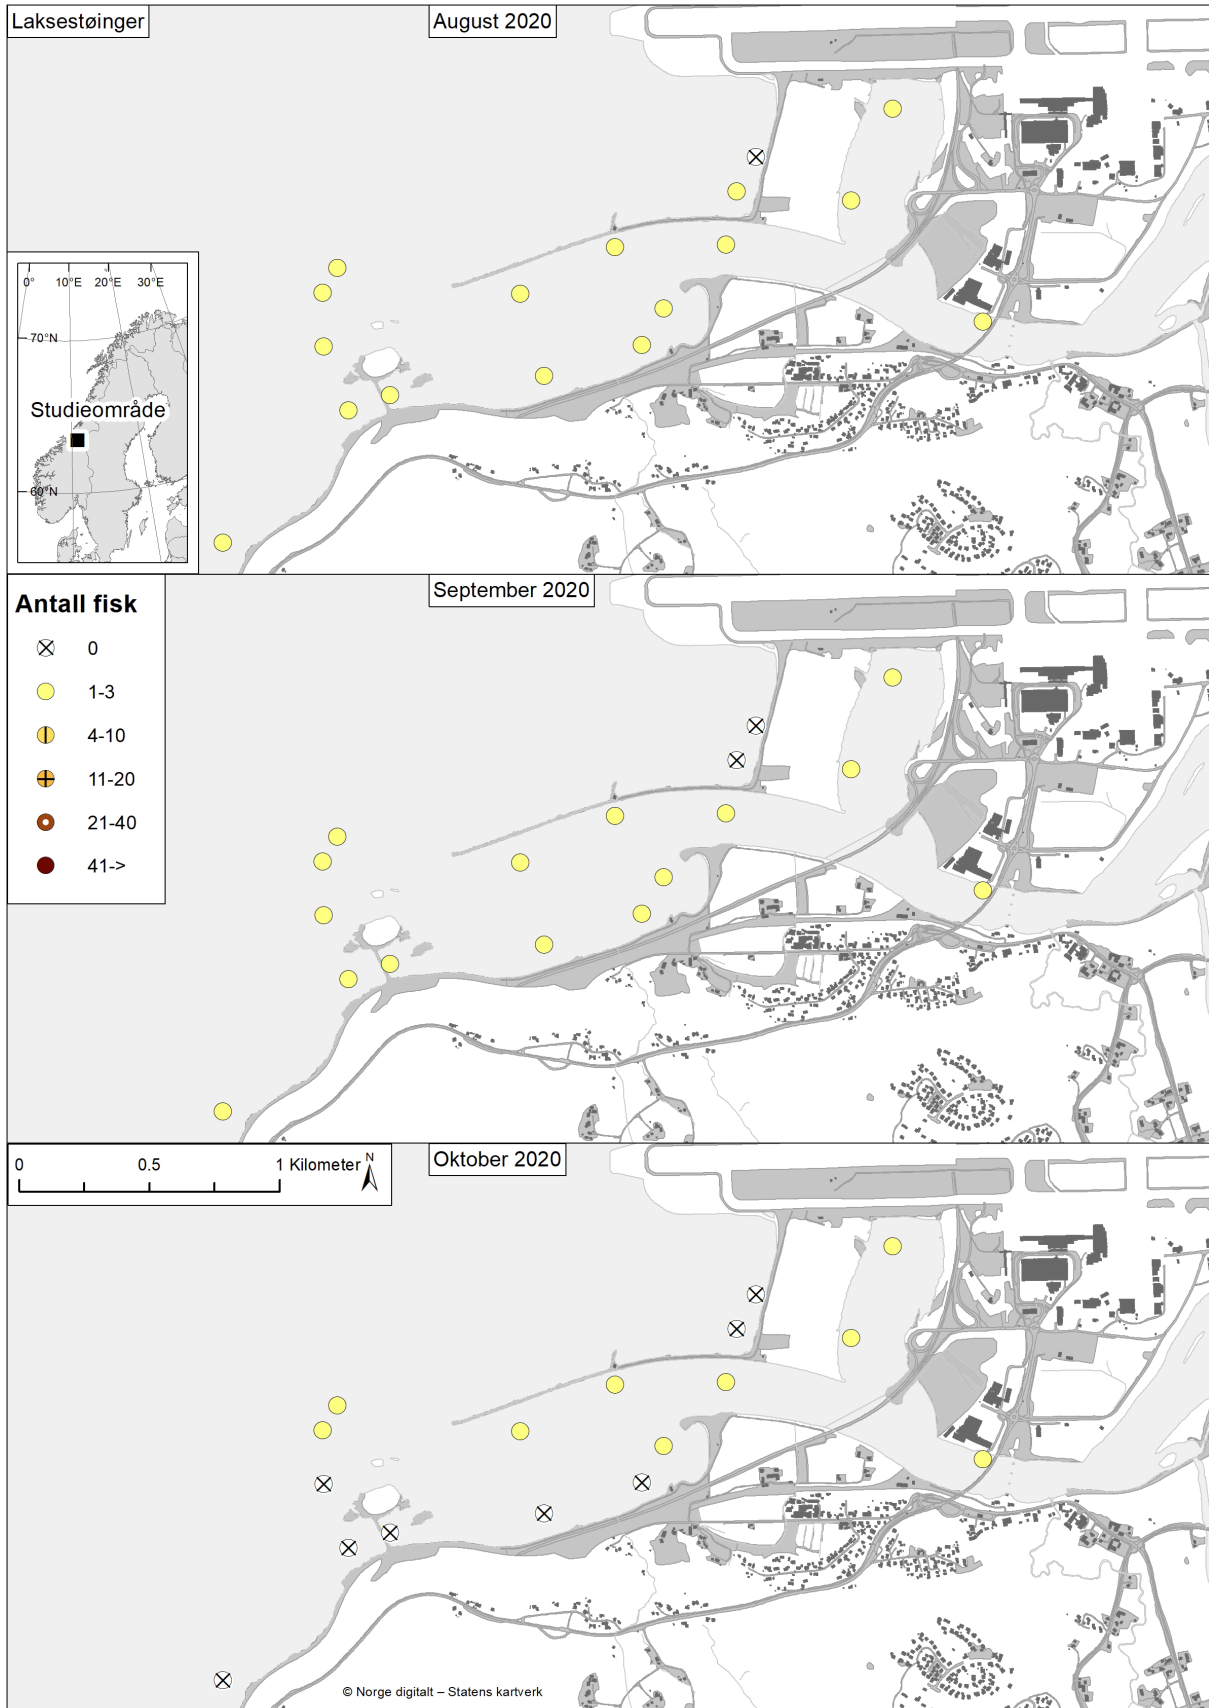 Laksestøinger
August 2020
0° 10°E 20°E 30°E
70°N
Studieområde
60°N
September 2020
Antall fisk
0
1-3
4-10
11-20
21-40
41->
Oktober 2020
0 0.5 1 Kilometer N
© Norge digitalt – Statens kartverk